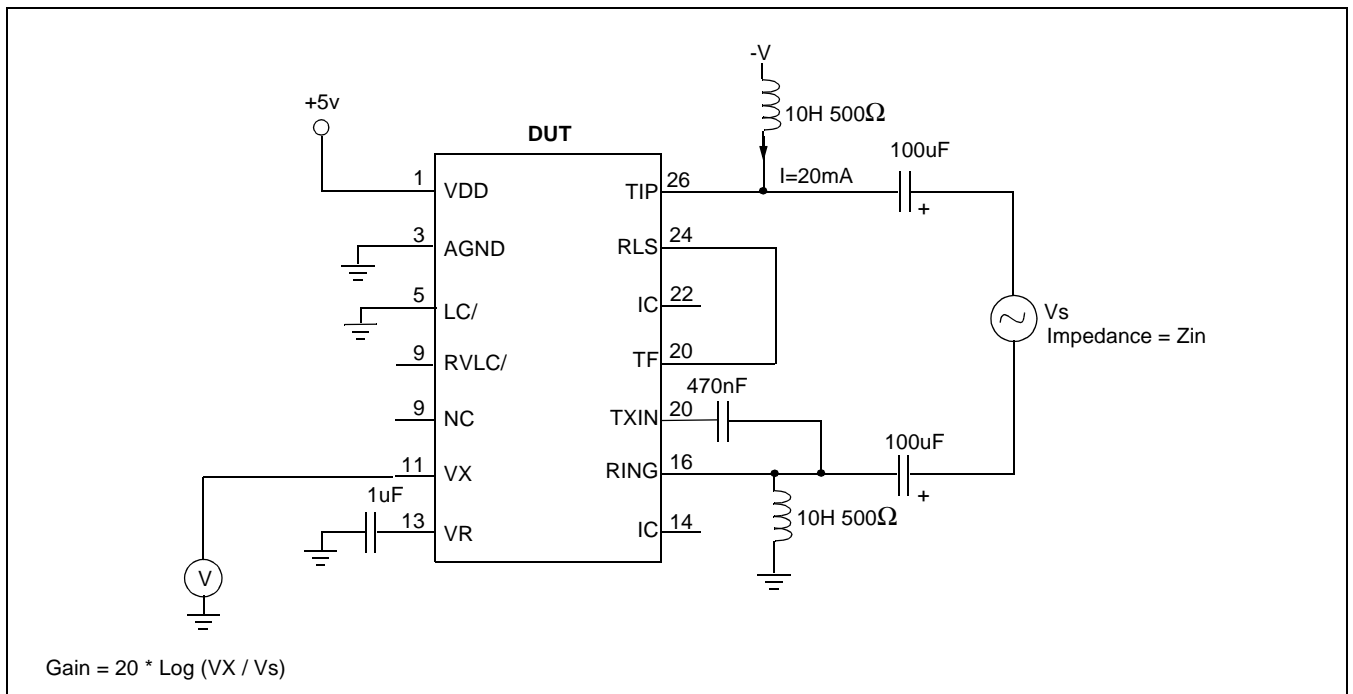 -V
10H 500Ω
+5v
DUT
100uF
+
I=20mA
1 VDD
TIP 26
3 AGND
RLS 24
5 LC/
IC 22
Vs
Impedance = Zin
9 RVLC/
TF 20
470nF
9 NC
TXIN 20
100uF
+
11 VX
RING 16
1uF
10H 500Ω
13 VR
IC 14
V
Gain = 20 * Log (VX / Vs)